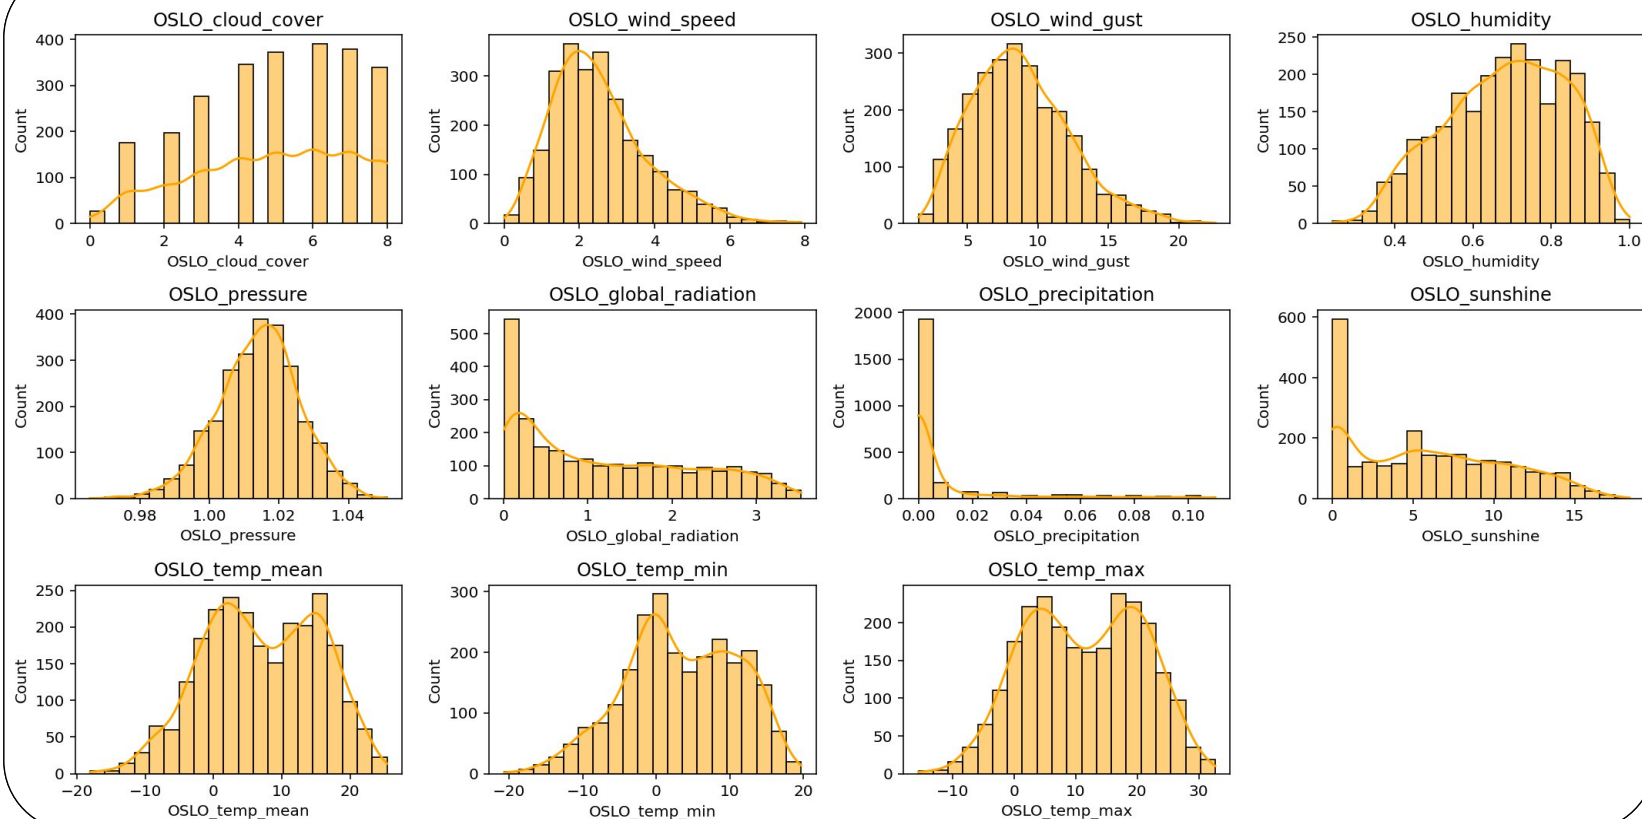 OSLO_cloud_cover
400
300
200
100
0
Count
0 2 4 6 8
OSLO_cloud_cover
OSLO_wind_speed
300
200
100
0
Count
0 2 4 6 8
OSLO_wind_speed
OSLO_wind_gust
300
200
100
0
Count
5 10 15 20
OSLO_wind_gust
OSLO_humidity
250
200
150
100
50
0
Count
0.4 0.6 0.8 1.0
OSLO_humidity
OSLO_pressure
400
300
200
100
0
Count
0.98 1.00 1.02 1.04
OSLO_pressure
OSLO_global_radiation
500
400
300
200
100
0
Count
0 1 2 3
OSLO_global_radiation
OSLO_precipitation
2000
1500
1000
500
0
Count
0.00 0.02 0.04 0.06 0.08 0.10
OSLO_precipitation
OSLO_sunshine
600
400
200
0
Count
0 5 10 15
OSLO_sunshine
OSLO_temp_mean
250
200
150
100
50
0
Count
−20 −10 0 10 20
OSLO_temp_mean
OSLO_temp_min
300
200
100
0
Count
−20 −10 0 10 20
OSLO_temp_min
OSLO_temp_max
200
150
100
50
0
Count
−10 0 10 20 30
OSLO_temp_max